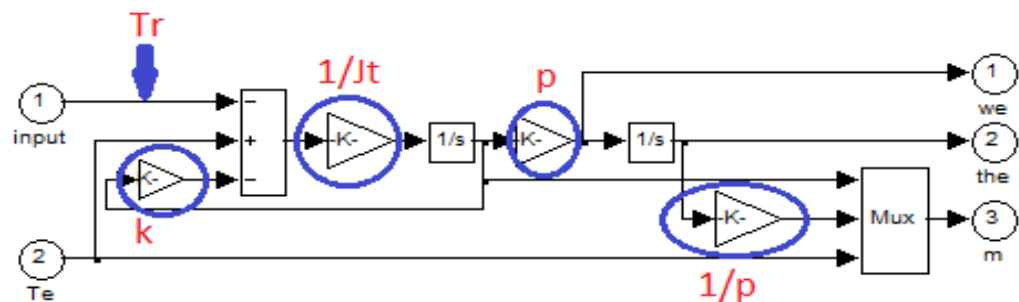 Tr
1/Jt
p
1
input
−
+
−
-K-
1/s
-K-
1/s
1
we
2
the
K-
k
-K-
1/p
Mux
3
m
2
Te